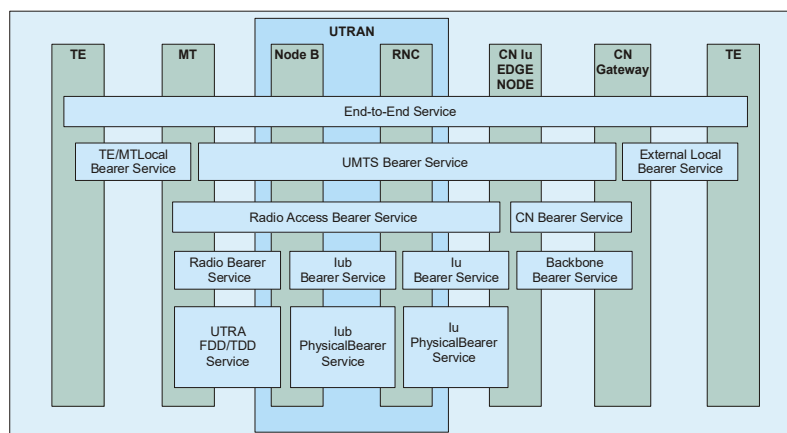 UTRAN
TE
MT
Node B
RNC
CN Iu
EDGE
NODE
CN
Gateway
TE
End-to-End Service
TE/MTLocal
Bearer Service
UMTS Bearer Service
External Local
Bearer Service
Radio Access Bearer Service
CN Bearer Service
Radio Bearer
Service
Iub
Bearer Service
Iu
Bearer Service
Backbone
Bearer Service
UTRA
FDD/TDD
Service
Iub
PhysicalBearer
Service
Iu
PhysicalBearer
Service